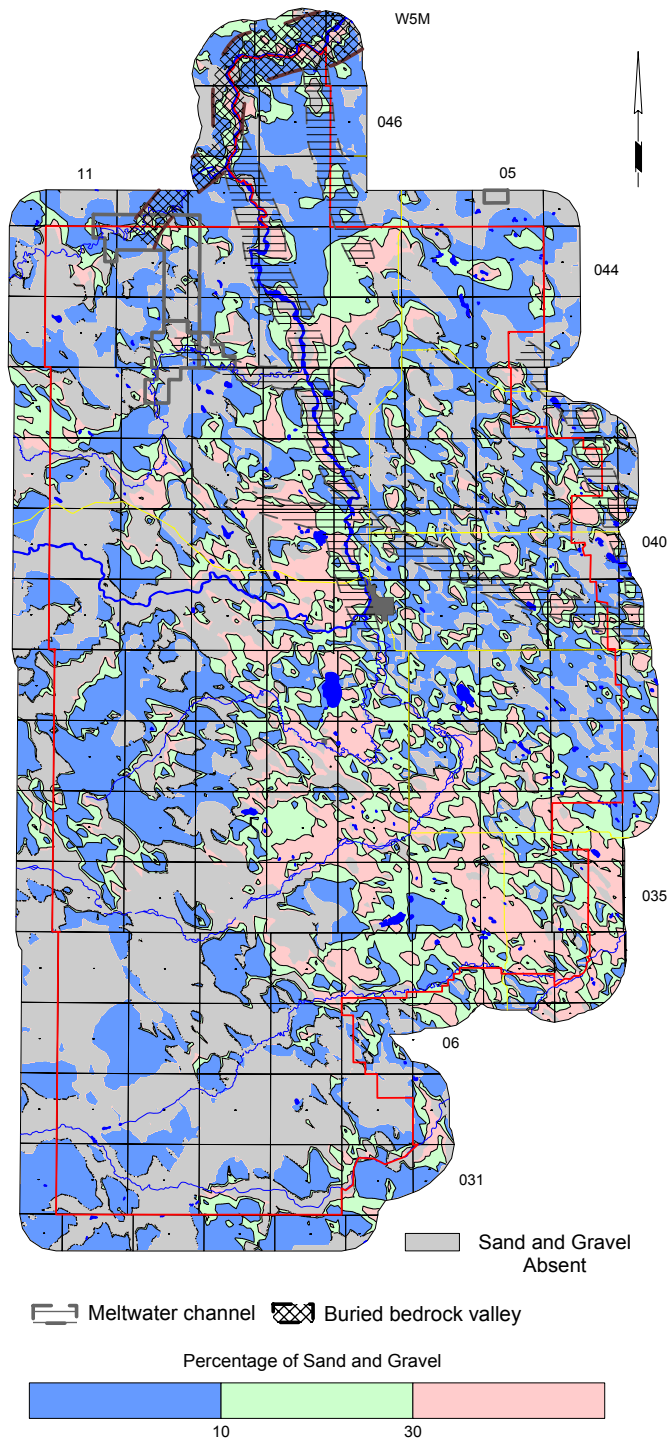 W5M
046
11
05
044
040
035
06
031
Sand and Gravel
Absent
Meltwater channel
Buried bedrock valley
Percentage of Sand and Gravel
10
30